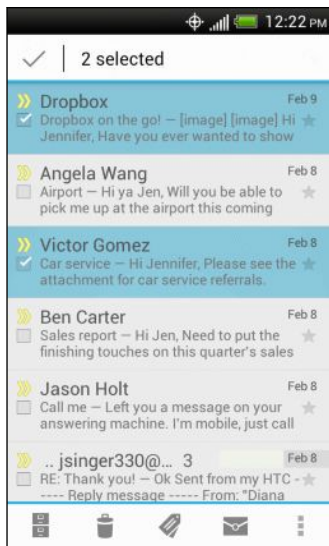 12:22 PM
2 selected
Dropbox Feb 9
Dropbox on the go! – [image] [image] Hi
Jennifer, Have you ever wanted to show
Angela Wang Feb 8
Airport – Hi ya Jen, Will you be able to
pick me up at the airport this coming
Victor Gomez Feb 8
Car service – Hi Jennifer, Please see the
attachment for car service referrals.
Ben Carter Feb 8
Sales report – Hi Jen, Need to put the
finishing touches on this quarter's sales
Jason Holt Feb 8
Call me – Left you a message on your
answering machine. I'm mobile, just call
.. jsinger330@... 3 Feb 8
RE: Thank you! – Ok Sent from my HTC -
---- Reply message ----- From: "Diana